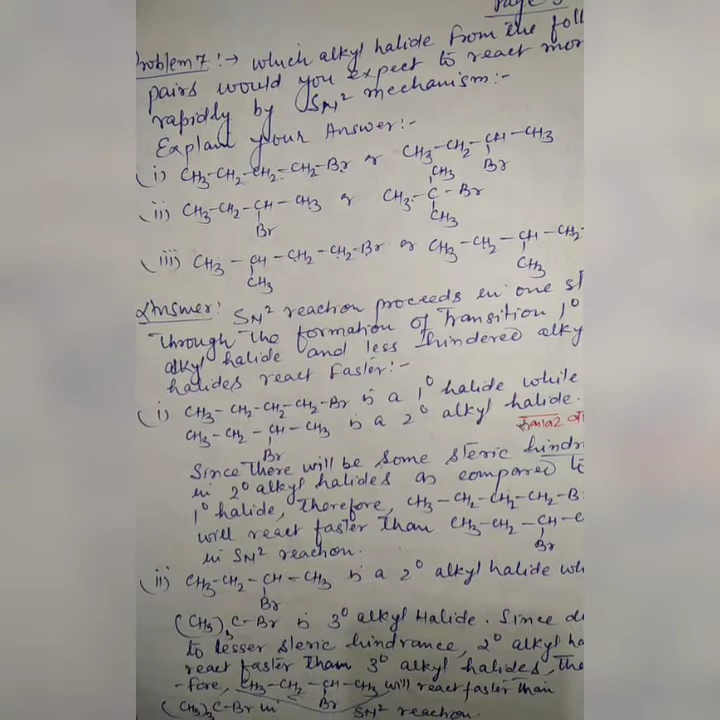 Page
Problem 7 :→ which alkyl halide from the foll
pairs would you expect to react mor
rapidly by SN² mechanism:-
Explain your Answer:-
(i) CH3-CH2-CH2-CH2-Br or CH3-CH2-CH-CH3
Br
(ii) CH3-CH2-CH-CH3 or CH3-C-Br
CH3
Br
CH3
(iii) CH3-CH-CH2-CH2-Br or CH3-CH2-CH-CH2-
CH3
CH3
Answer: SN² reaction proceeds in one st
through the formation of Transition 1°
alkyl halide and less hindered alky
halides react Faster:-
(i) CH3-CH2-CH2-CH2-Br is a 1° halide while
CH3-CH2-CH-CH3 is a 2° alkyl halide.
Br
Since there will be some steric hindr
in 2° alkyl halides as compared to
1° halide, Therefore, CH3-CH2-CH2-CH2-B
will react faster than CH3-CH2-CH-C
Br
in SN² reaction.
(ii) CH3-CH2-CH-CH3 is a 2° alkyl halide wh
Br
(CH3)3C-Br is 3° alkyl Halide. Since d
to lesser steric hindrance, 2° alkyl ha
react faster than 3° alkyl halides, The
-fore, CH3-CH2-CH-CH3 will react faster than
Br
(CH3)3C-Br in SN² reaction.